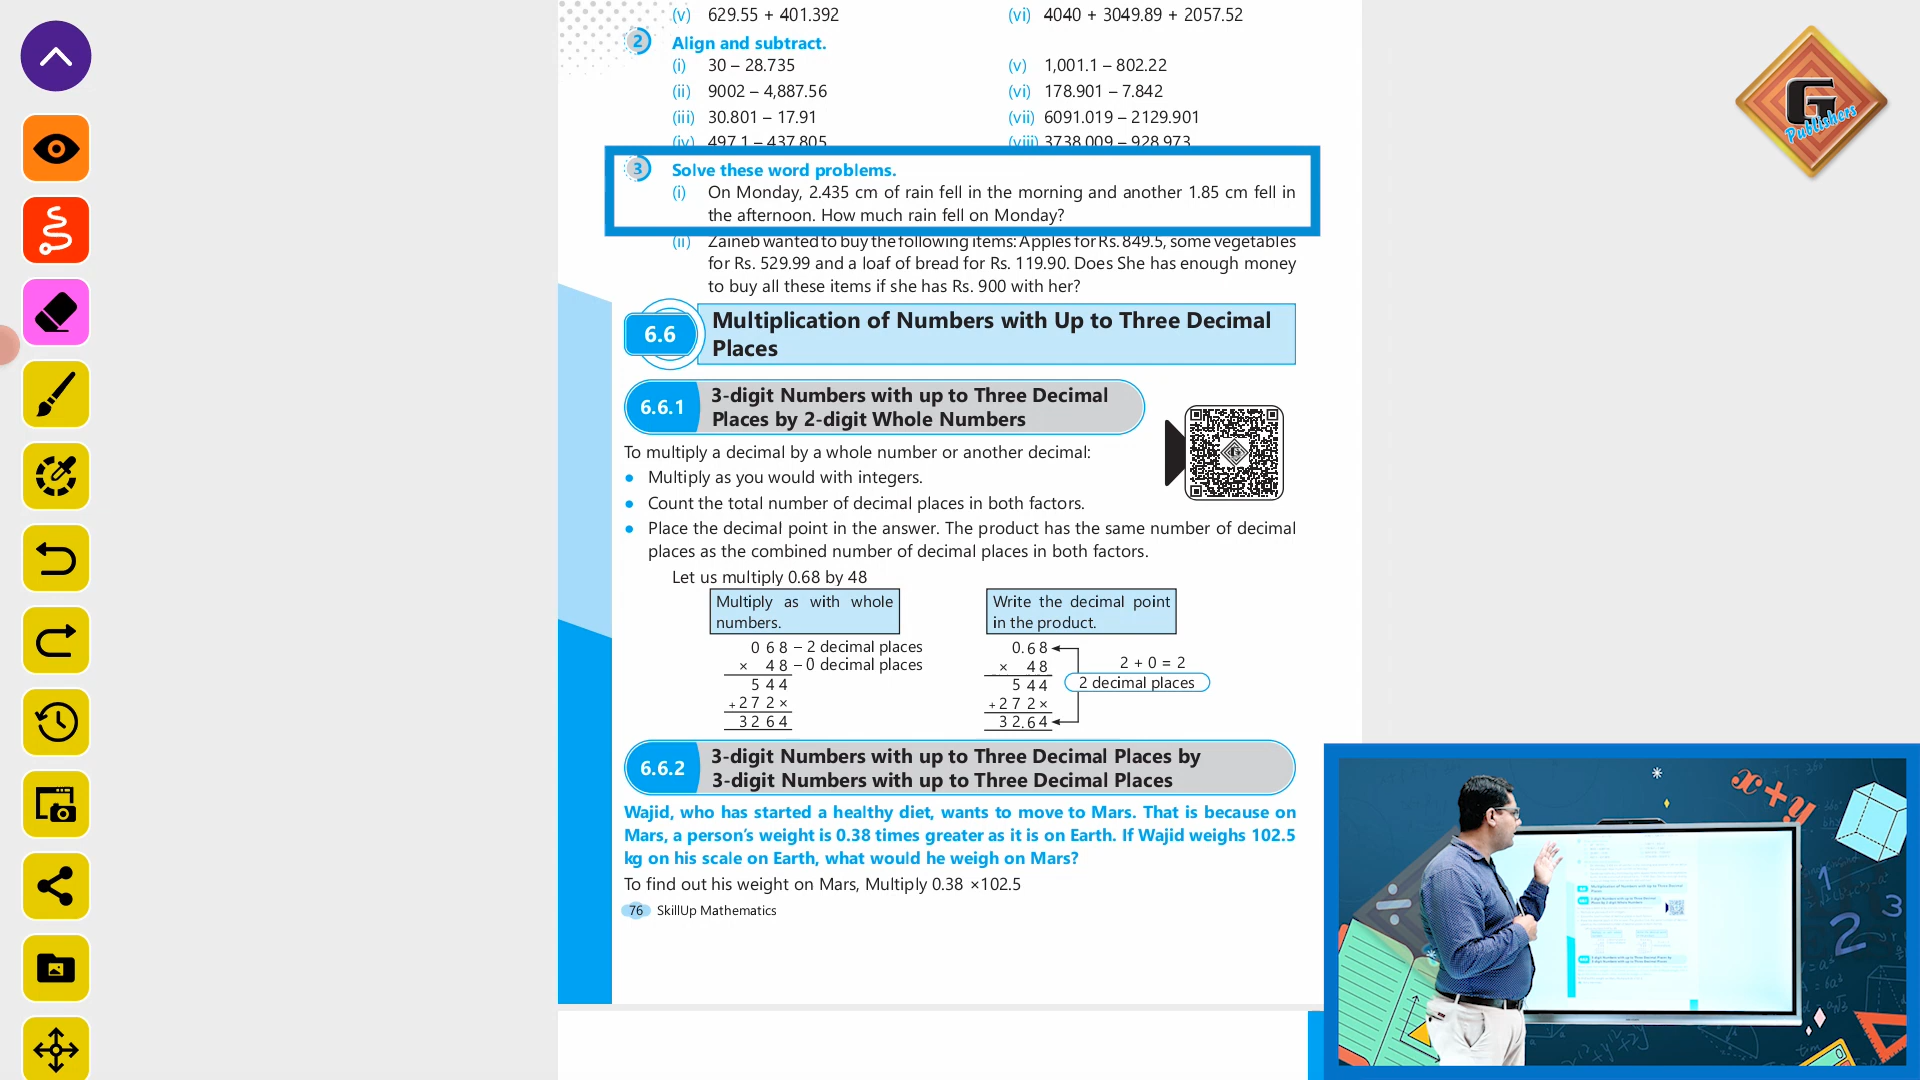 (v) 629.55 + 401.392
(vi) 4040 + 3049.89 + 2057.52
2 Align and subtract.
(i) 30 – 28.735
(v) 1,001.1 – 802.22
(ii) 9002 – 4,887.56
(vi) 178.901 – 7.842
(iii) 30.801 – 17.91
(vii) 6091.019 – 2129.901
(iv) 497.1 – 437.805
(viii) 3738.009 – 928.973
3 Solve these word problems.
(i) On Monday, 2.435 cm of rain fell in the morning and another 1.85 cm fell in
the afternoon. How much rain fell on Monday?
(ii) Zaineb wanted to buy the following items: Apples for Rs. 849.5, some vegetables
for Rs. 529.99 and a loaf of bread for Rs. 119.90. Does She has enough money
to buy all these items if she has Rs. 900 with her?
6.6 Multiplication of Numbers with Up to Three Decimal
Places
6.6.1 3-digit Numbers with up to Three Decimal
Places by 2-digit Whole Numbers
To multiply a decimal by a whole number or another decimal:
• Multiply as you would with integers.
• Count the total number of decimal places in both factors.
• Place the decimal point in the answer. The product has the same number of decimal
places as the combined number of decimal places in both factors.
Let us multiply 0.68 by 48
Multiply as with whole
numbers.
0 6 8 – 2 decimal places
× 4 8 – 0 decimal places
5 4 4
+ 2 7 2 ×
3 2 6 4
Write the decimal point
in the product.
0.6 8
× 4 8
5 4 4
+ 2 7 2 ×
3 2.6 4
2 + 0 = 2
2 decimal places
6.6.2 3-digit Numbers with up to Three Decimal Places by
3-digit Numbers with up to Three Decimal Places
Wajid, who has started a healthy diet, wants to move to Mars. That is because on
Mars, a person's weight is 0.38 times greater as it is on Earth. If Wajid weighs 102.5
kg on his scale on Earth, what would he weigh on Mars?
To find out his weight on Mars, Multiply 0.38 ×102.5
76 SkillUp Mathematics
G
Publishers
x+y
1
2
3